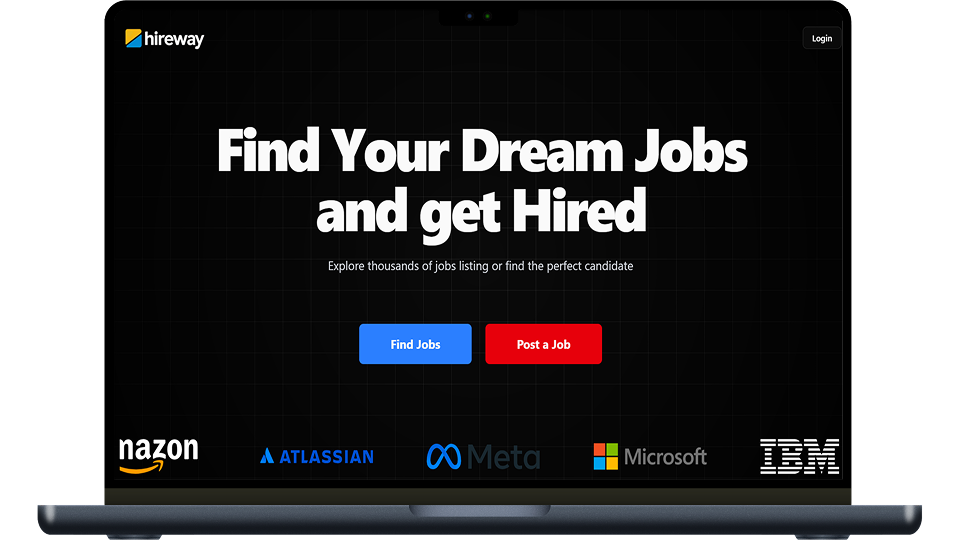 hireway
Login
Find Your Dream Jobs
and get Hired
Explore thousands of jobs listing or find the perfect candidate
Find Jobs
Post a Job
nazon
ATLASSIAN
Meta
Microsoft
IBM